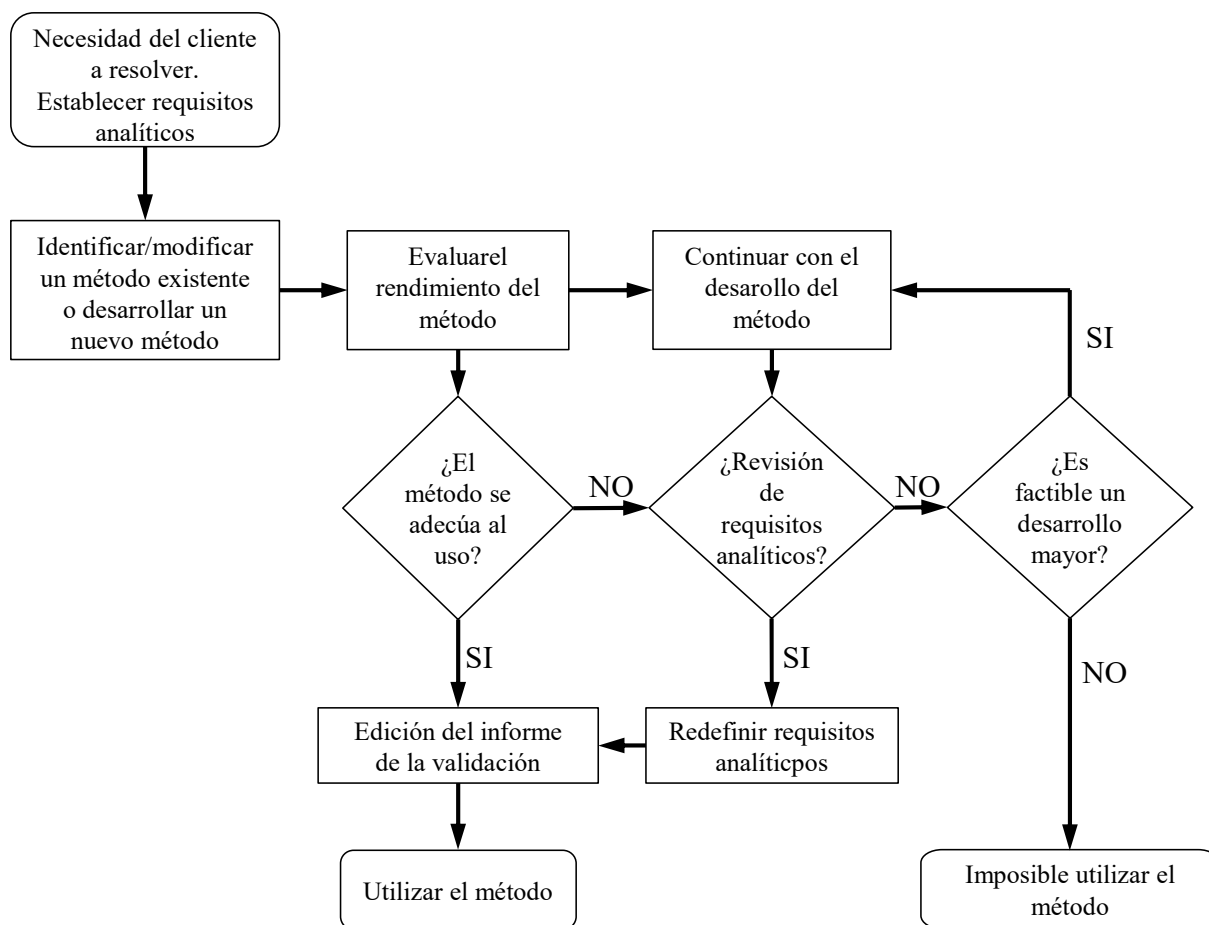 Necesidad del cliente
a resolver.
Establecer requisitos
analíticos
Identificar/modificar
un método existente
o desarrollar un
nuevo método
Evaluarel
rendimiento del
método
Continuar con el
desarollo del
método
SI
¿El
método se
adecúa al
uso?
NO
¿Revisión
de
requisitos
analíticos?
NO
¿Es
factible un
desarrollo
mayor?
SI
SI
NO
Edición del informe
de la validación
Redefinir requisitos
analíticpos
Utilizar el método
Imposible utilizar el
método